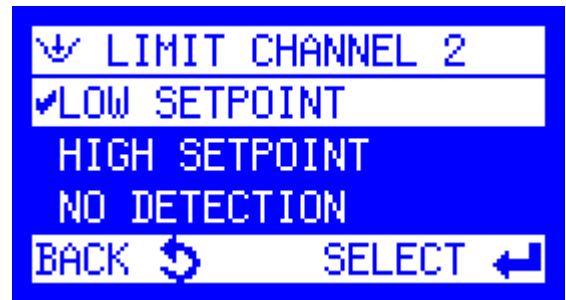 LIMIT CHANNEL 2
✔LOW SETPOINT
HIGH SETPOINT
NO DETECTION
BACK SELECT